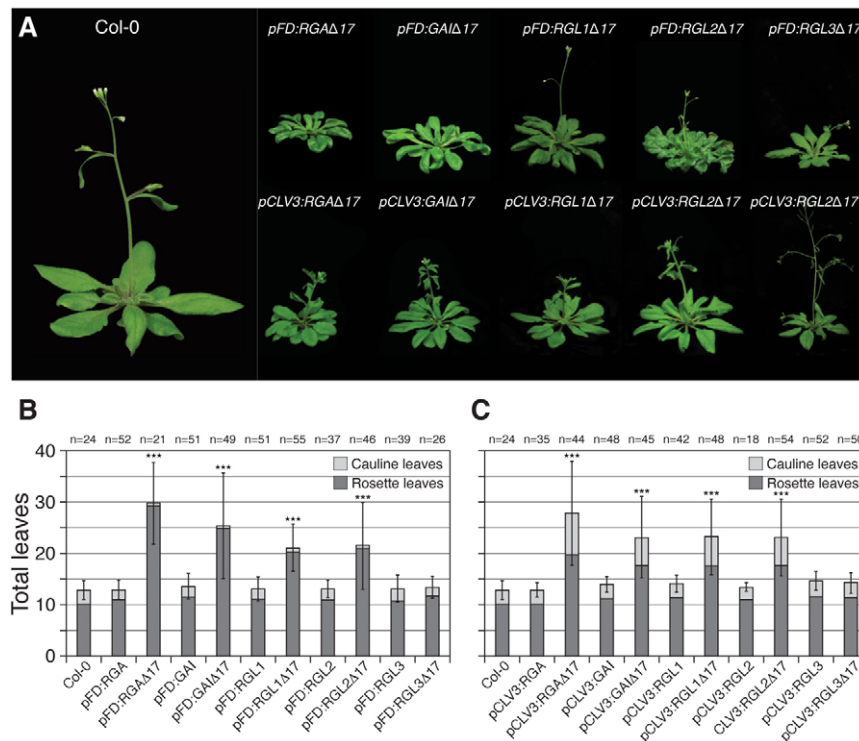 A
Col-0
pFD:RGAΔ17 pFD:GAIΔ17 pFD:RGL1Δ17 pFD:RGL2Δ17 pFD:RGL3Δ17
pCLV3:RGAΔ17 pCLV3:GAIΔ17 pCLV3:RGL1Δ17 pCLV3:RGL2Δ17 pCLV3:RGL2Δ17
B
n=24 n=52 n=21 n=51 n=49 n=51 n=55 n=37 n=46 n=39 n=26
Total leaves
40
30
20
10
0
*** *** *** ***
Cauline leaves
Rosette leaves
Col-0
pFD:RGA
pFD:RGAΔ17
pFD:GAI
pFD:GAIΔ17
pFD:RGL1
pFD:RGL1Δ17
pFD:RGL2
pFD:RGL2Δ17
pFD:RGL3
pFD:RGL3Δ17
C
n=24 n=35 n=44 n=48 n=45 n=42 n=48 n=18 n=54 n=52 n=50
*** *** *** ***
Cauline leaves
Rosette leaves
Col-0
pCLV3:RGA
pCLV3:RGAΔ17
pCLV3:GAI
pCLV3:GAIΔ17
pCLV3:RGL1
pCLV3:RGL1Δ17
pCLV3:RGL2
CLV3:RGL2Δ17
pCLV3:RGL3
pCLV3:RGL3Δ17